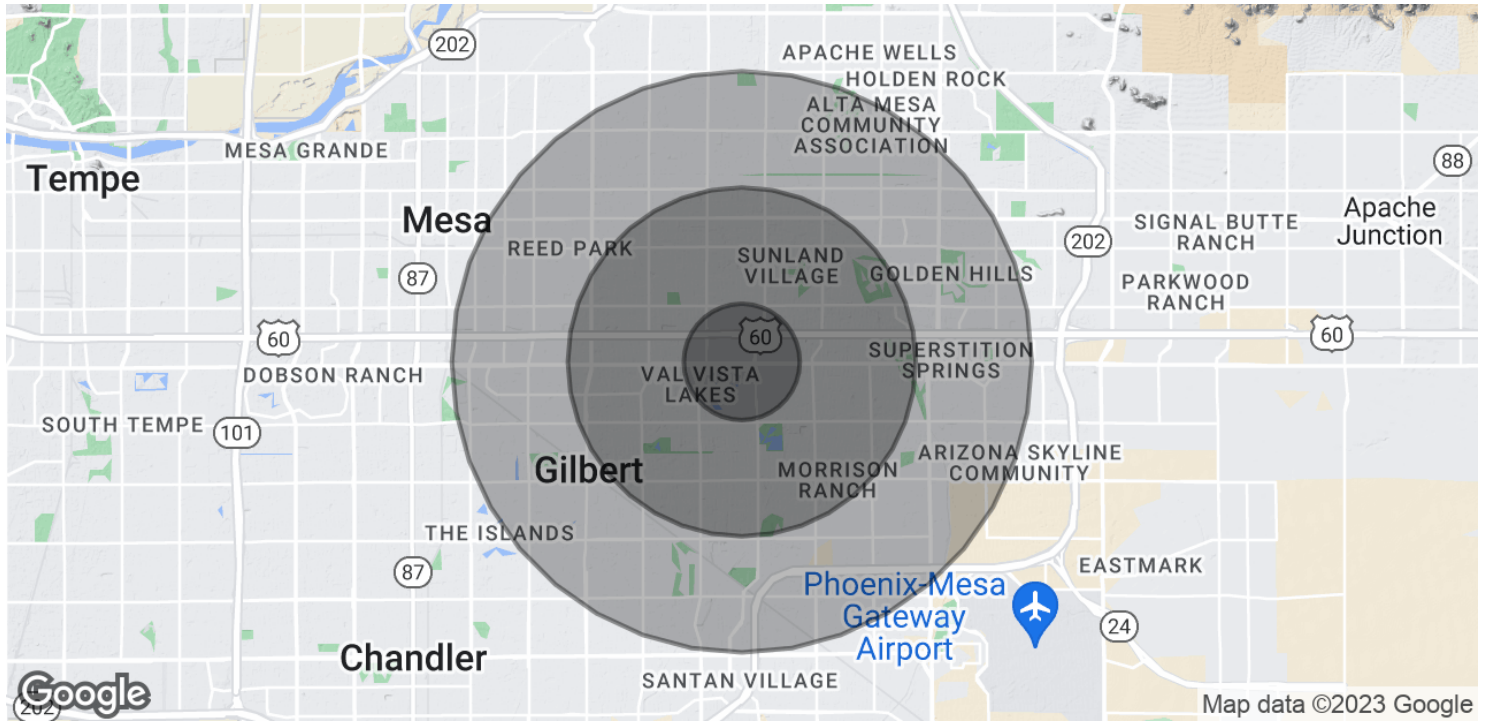 202
APACHE WELLS
HOLDEN ROCK
ALTA MESA
COMMUNITY
ASSOCIATION
MESA GRANDE
88
Tempe
Mesa
Apache
Junction
SIGNAL BUTTE
RANCH
202
REED PARK
SUNLAND
VILLAGE
GOLDEN HILLS
87
PARKWOOD
RANCH
60
60
60
DOBSON RANCH
VAL VISTA
LAKES
SUPERSTITION
SPRINGS
SOUTH TEMPE
101
Gilbert
MORRISON
RANCH
ARIZONA SKYLINE
COMMUNITY
THE ISLANDS
87
EASTMARK
Phoenix-Mesa
Gateway
Airport
24
Chandler
SANTAN VILLAGE
Google
202
Map data ©2023 Google